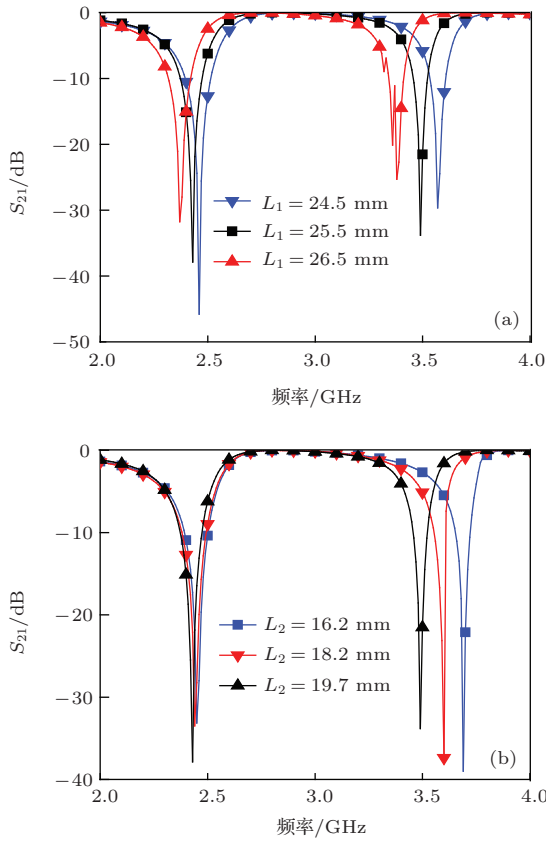 0
−10
−20
−30
−40
−50
S21/dB
L1 = 24.5 mm
L1 = 25.5 mm
L1 = 26.5 mm
(a)
2.0 2.5 3.0 3.5 4.0
频率/GHz
0
−10
−20
−30
−40
S21/dB
L2 = 16.2 mm
L2 = 18.2 mm
L2 = 19.7 mm
(b)
2.0 2.5 3.0 3.5 4.0
频率/GHz